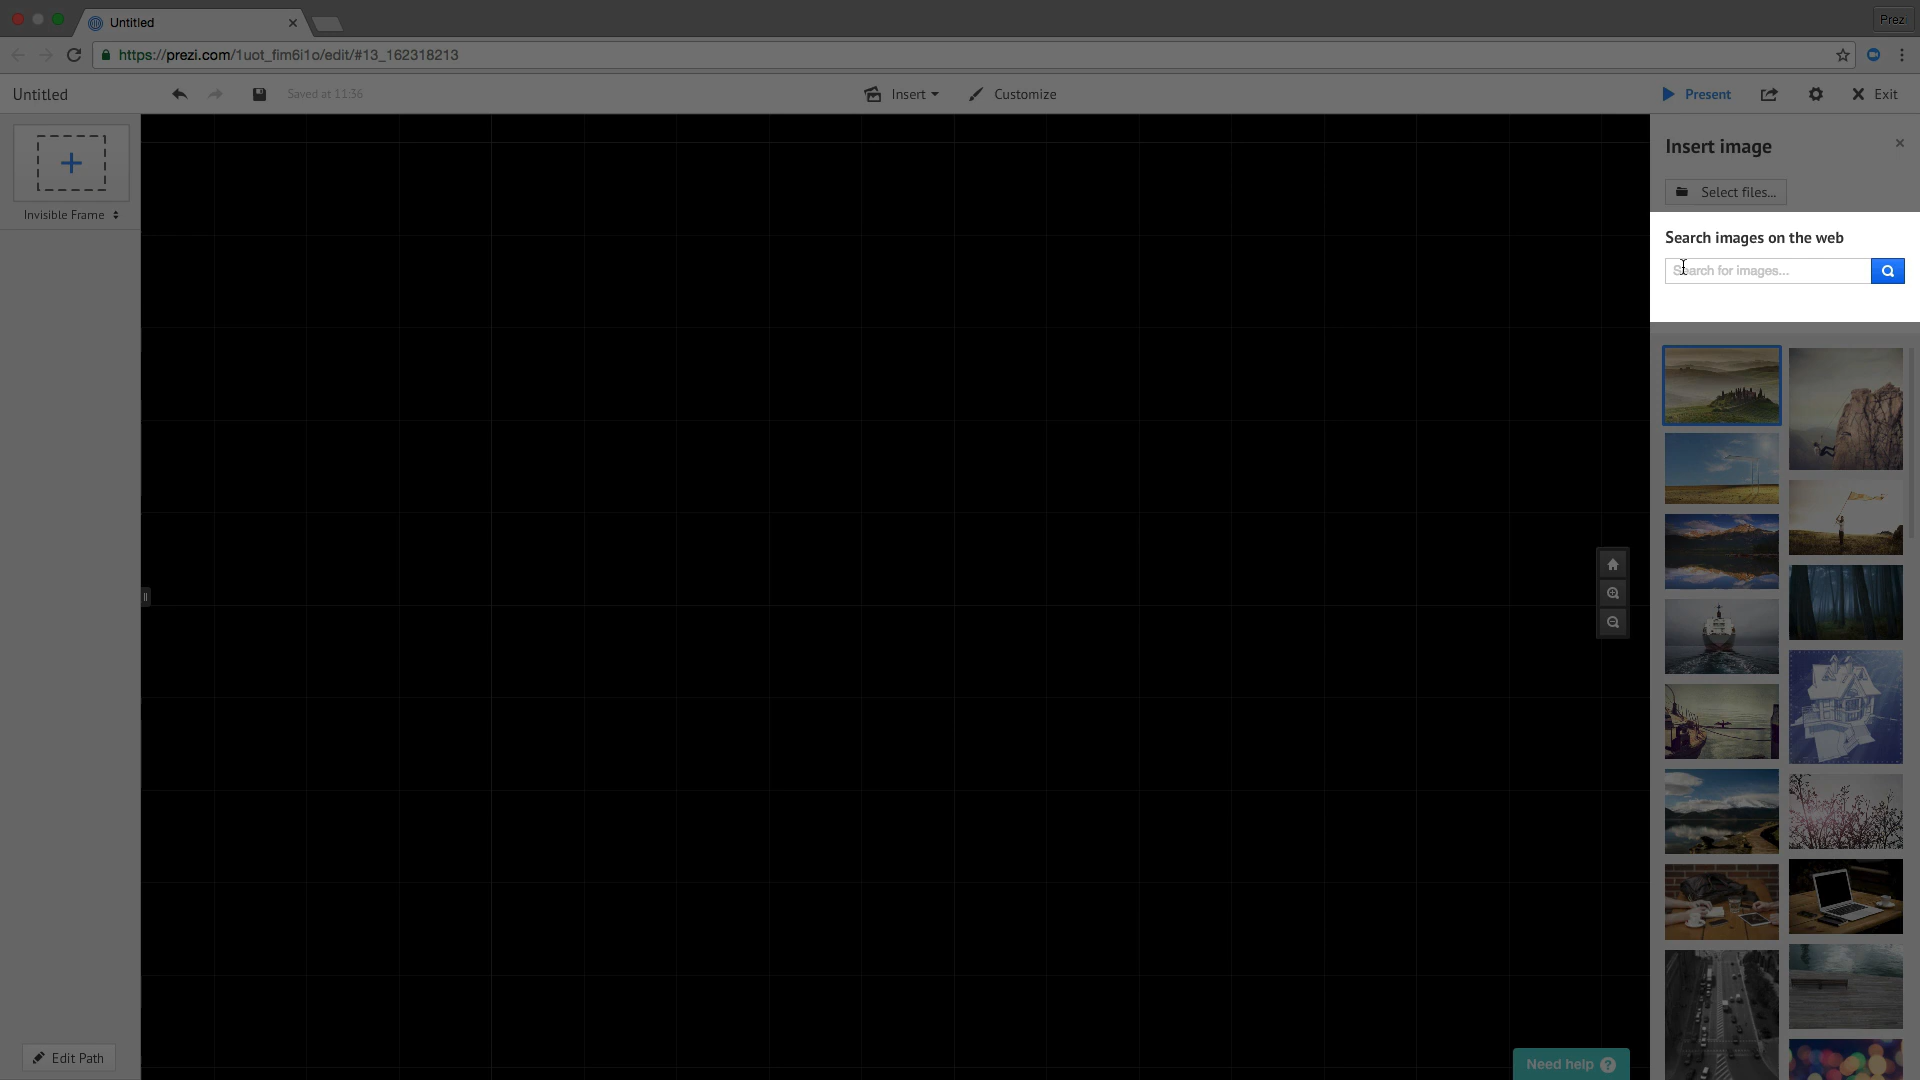 Untitled
Prezi
https://prezi.com/1uot_fim6i1o/edit/#13_162318213
Untitled
Saved at 11:36
Insert
Customize
Present
Exit
Insert image
Select files...
Invisible Frame
Search images on the web
Search for images...
Edit Path
Need help ?